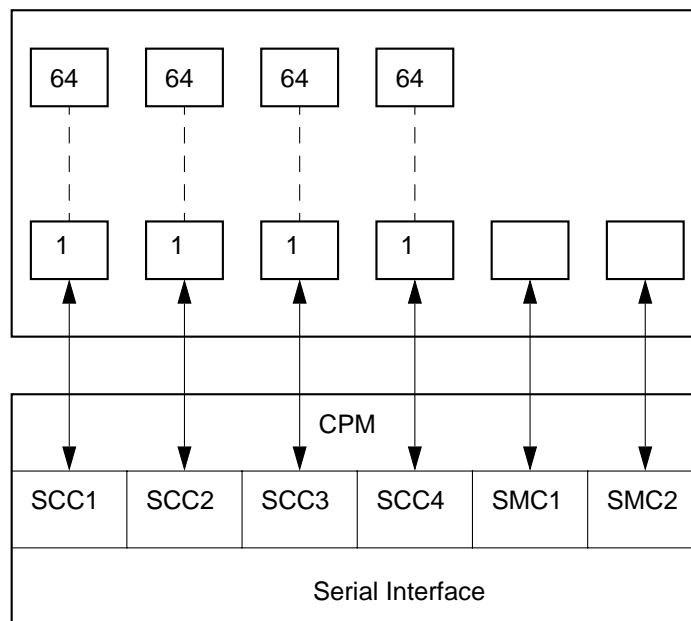 64 64 64 64
1 1 1 1
CPM
SCC1 SCC2 SCC3 SCC4 SMC1 SMC2
Serial Interface